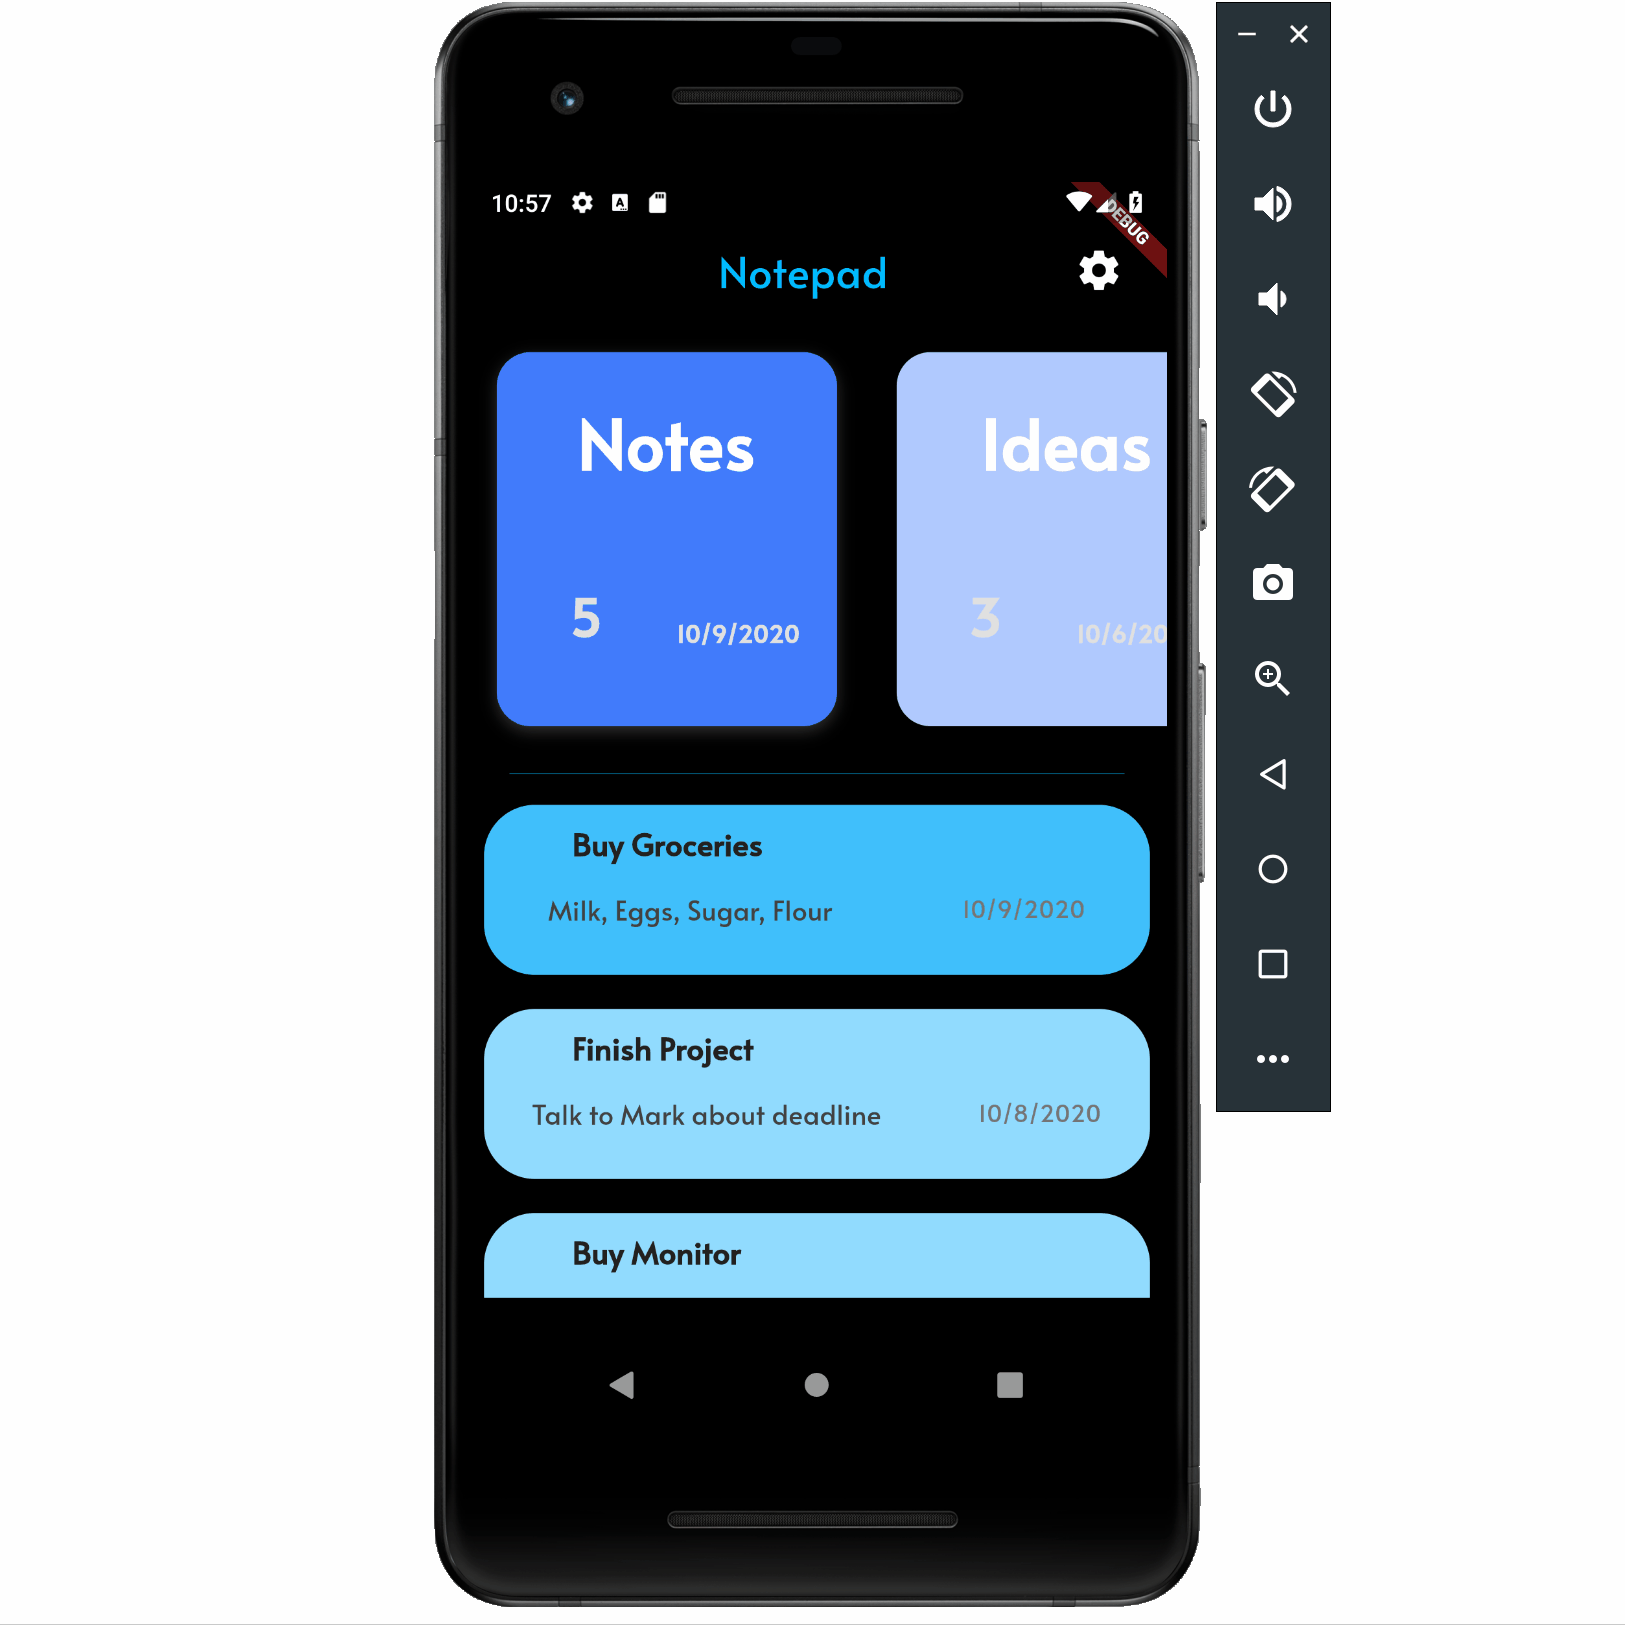 10:57
DEBUG
Notepad
Notes
5
10/9/2020
Ideas
3
10/6/20
Buy Groceries
Milk, Eggs, Sugar, Flour
10/9/2020
Finish Project
Talk to Mark about deadline
10/8/2020
Buy Monitor